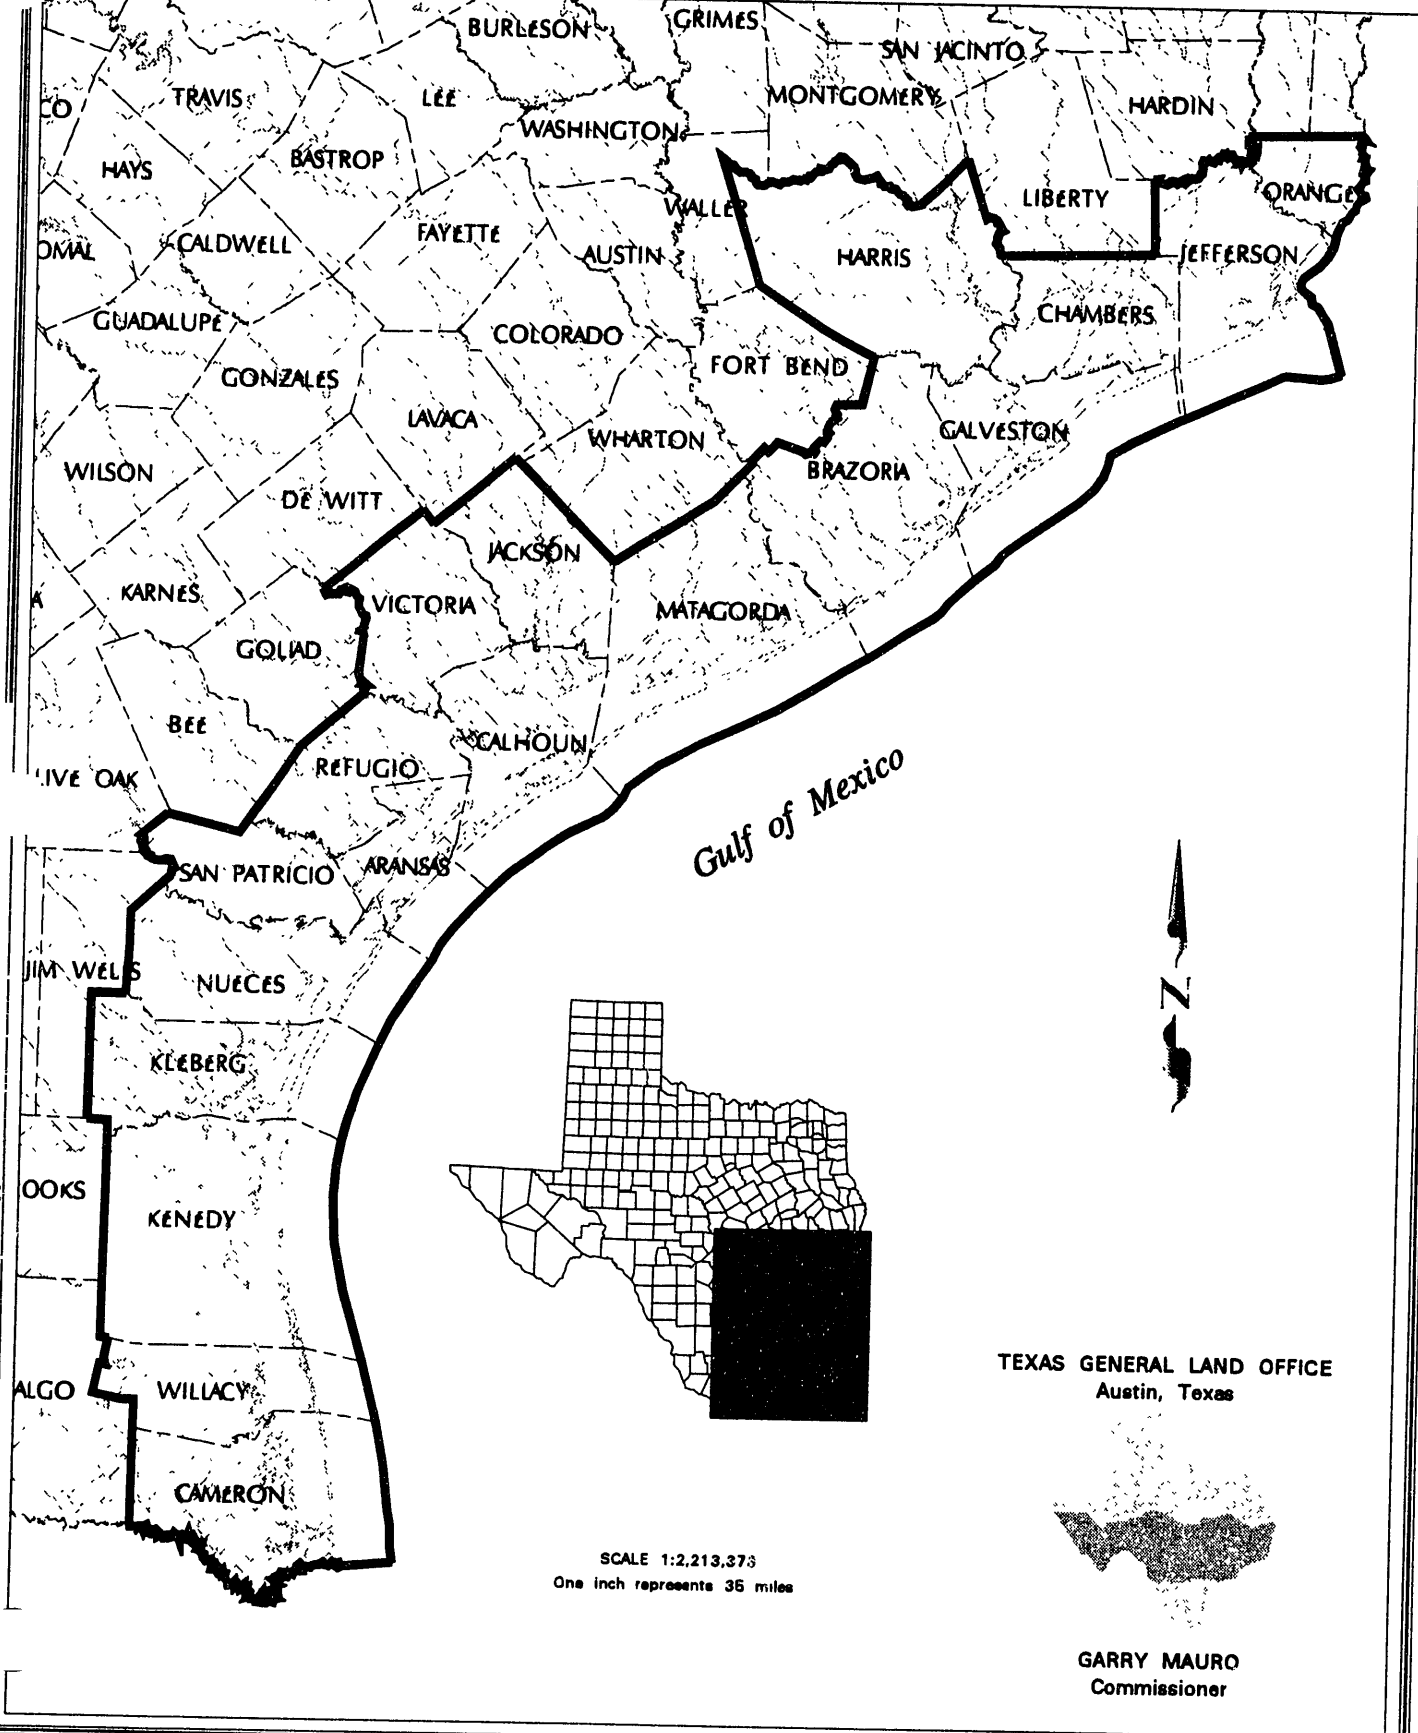 BURLESON
GRIMES
SAN JACINTO
TRAVIS
LEE
MONTGOMERY
HARDIN
CO
WASHINGTON
HAYS
BASTROP
LIBERTY
ORANGE
WALLER
OMAL
CALDWELL
FAYETTE
AUSTIN
HARRIS
JEFFERSON
GUADALUPE
COLORADO
CHAMBERS
GONZALES
FORT BEND
LAVACA
WHARTON
GALVESTON
WILSON
DE WITT
BRAZORIA
JACKSON
KARNES
VICTORIA
MATAGORDA
A
GOLIAD
BEE
CALHOUN
IVE OAK
REFUGIO
Gulf of Mexico
SAN PATRICIO
ARANSAS
JIM WELLS
NUECES
N
KLEBERG
OOKS
KENEDY
ALGO
WILLACY
TEXAS GENERAL LAND OFFICE
Austin, Texas
CAMERON
SCALE 1:2,213,373
One inch represents 35 miles
GARRY MAURO
Commissioner